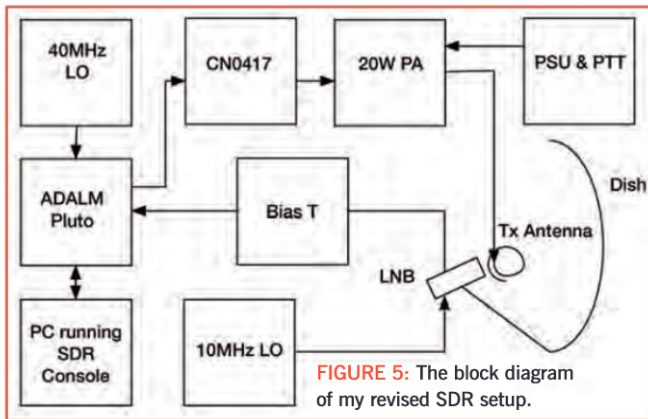 40MHz
LO
CN0417
20W PA
PSU & PTT
ADALM
Pluto
Bias T
Dish
Tx Antenna
LNB
PC running
SDR
Console
10MHz LO
FIGURE 5: The block diagram
of my revised SDR setup.